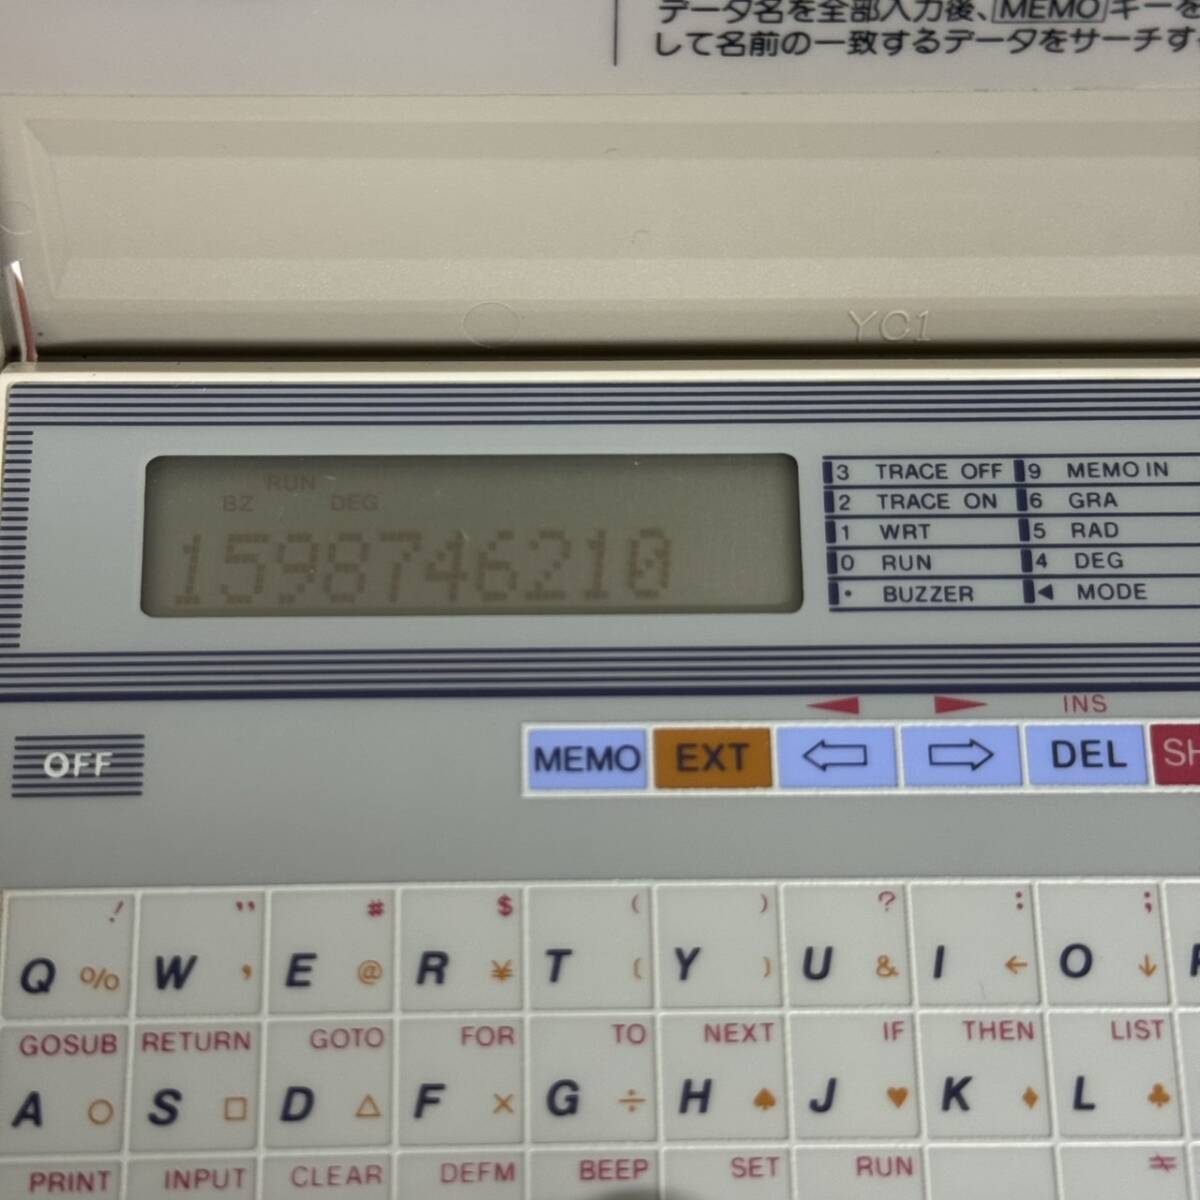 データ名を全部入力後、MEMOキーを
して名前の一致するデータをサーチす
YC1
RUN
BZ DEG
1598746210
3 TRACE OFF 9 MEMO IN
2 TRACE ON 6 GRA
1 WRT 5 RAD
0 RUN 4 DEG
• BUZZER ◀ MODE
◀ ▶ INS
OFF MEMO EXT ⇦ ⇨ DEL SH
! " # $ ( ) ? : ;
Q % W , E @ R ¥ T ( Y ) U & I ← O ↓
GOSUB RETURN GOTO FOR TO NEXT IF THEN LIST
A ○ S □ D △ F × G ÷ H ♠ J ♥ K ♦ L ♣
PRINT INPUT CLEAR DEFM BEEP SET RUN ≠